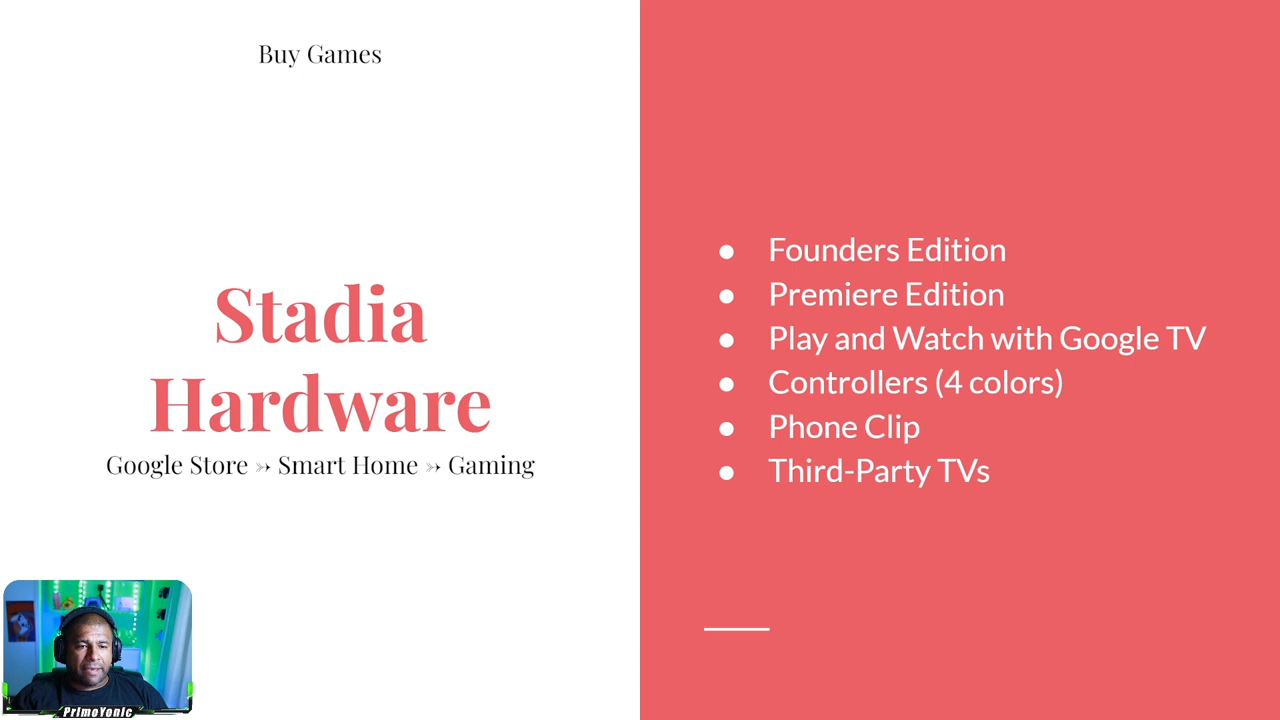 Buy Games
Stadia
Hardware
Google Store ➳ Smart Home ➳ Gaming
● Founders Edition
● Premiere Edition
● Play and Watch with Google TV
● Controllers (4 colors)
● Phone Clip
● Third-Party TVs
PrimoYonic